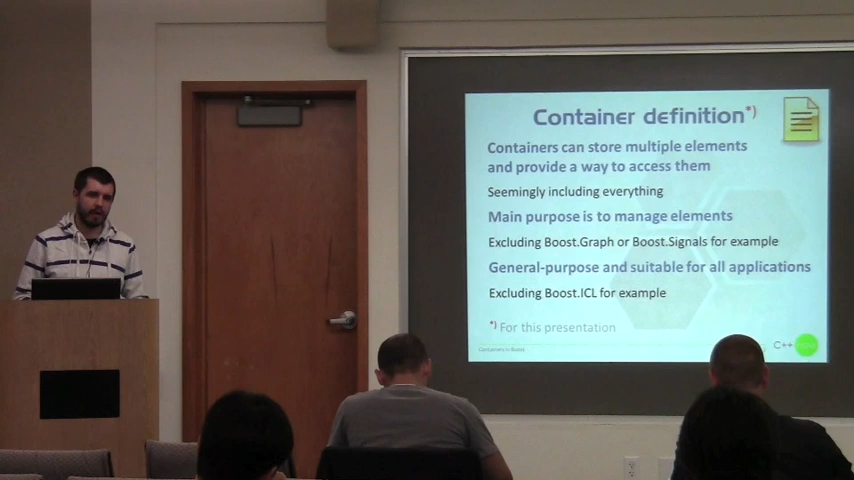 Container definition*)
Containers can store multiple elements
and provide a way to access them
Seemingly including everything
Main purpose is to manage elements
Excluding Boost.Graph or Boost.Signals for example
General-purpose and suitable for all applications
Excluding Boost.ICL for example
*) For this presentation
Containers in Boost
C++